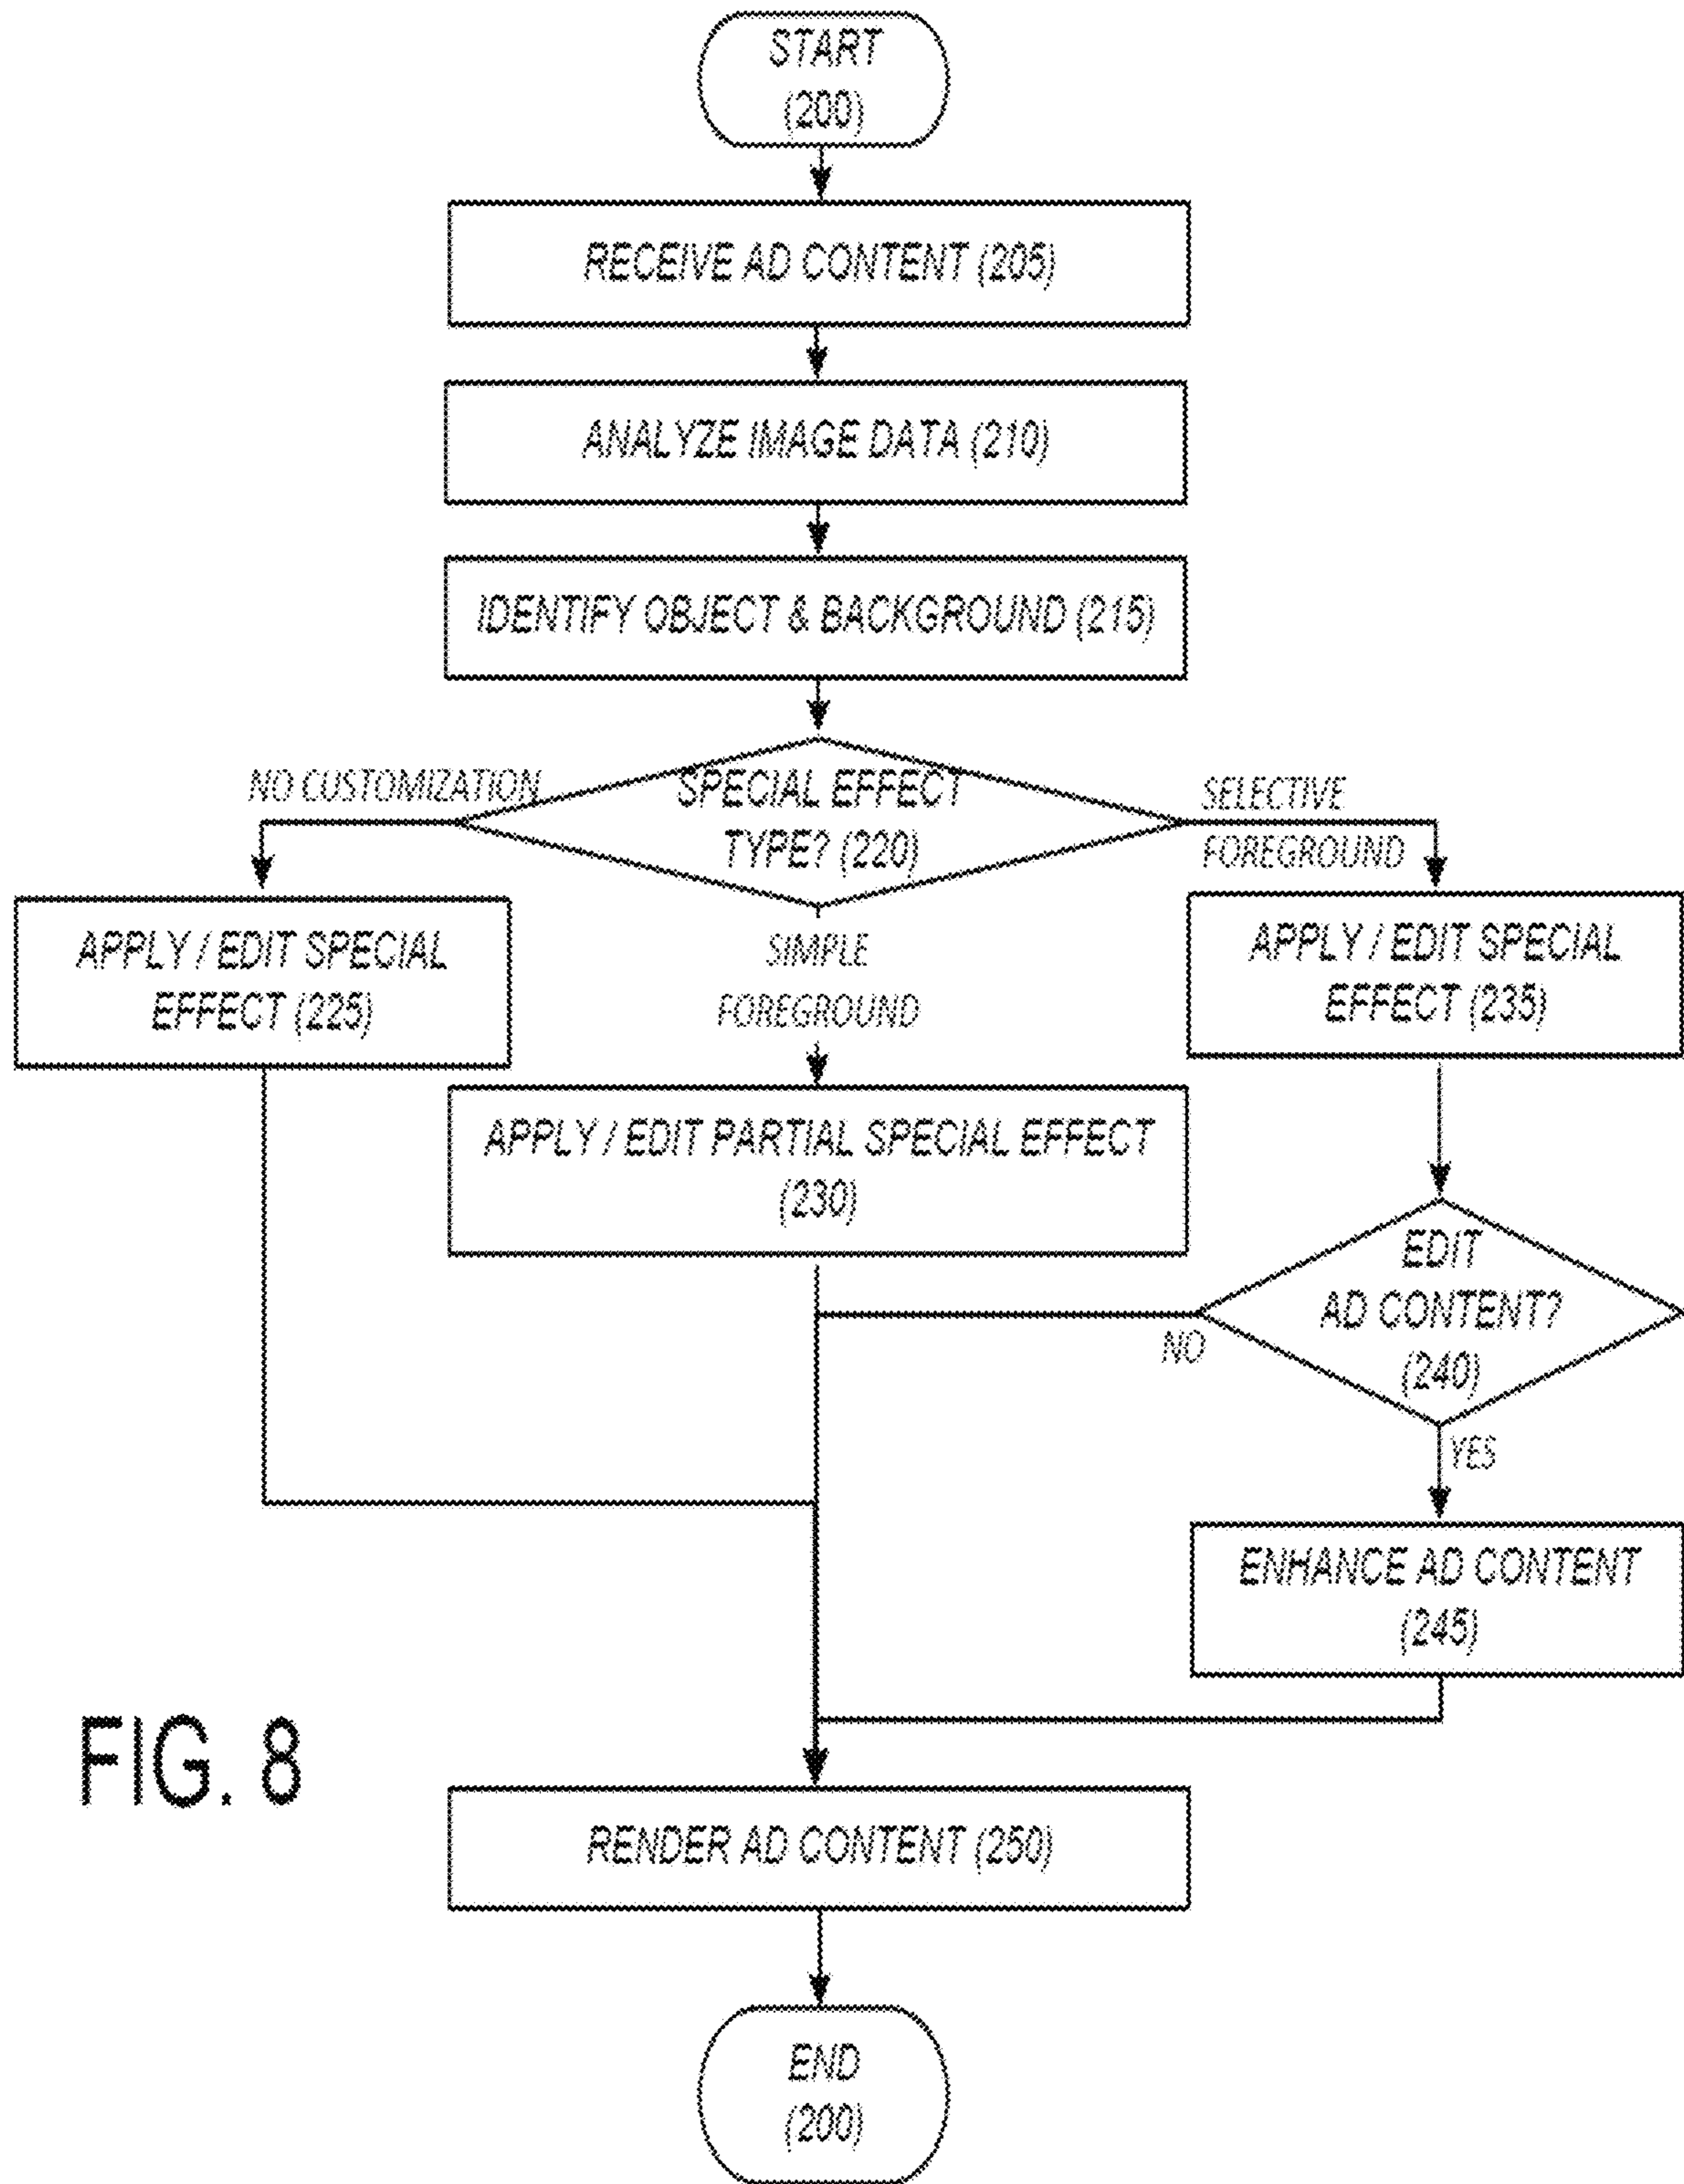 START
(200)
RECEIVE AD CONTENT (205)
ANALYZE IMAGE DATA (210)
IDENTIFY OBJECT & BACKGROUND (215)
NO CUSTOMIZATION
SPECIAL EFFECT
TYPE? (220)
SELECTIVE
FOREGROUND
APPLY / EDIT SPECIAL
EFFECT (225)
SIMPLE
FOREGROUND
APPLY / EDIT SPECIAL
EFFECT (235)
APPLY / EDIT PARTIAL SPECIAL EFFECT
(230)
EDIT
AD CONTENT?
(240)
NO
YES
ENHANCE AD CONTENT
(245)
FIG. 8
RENDER AD CONTENT (250)
END
(200)